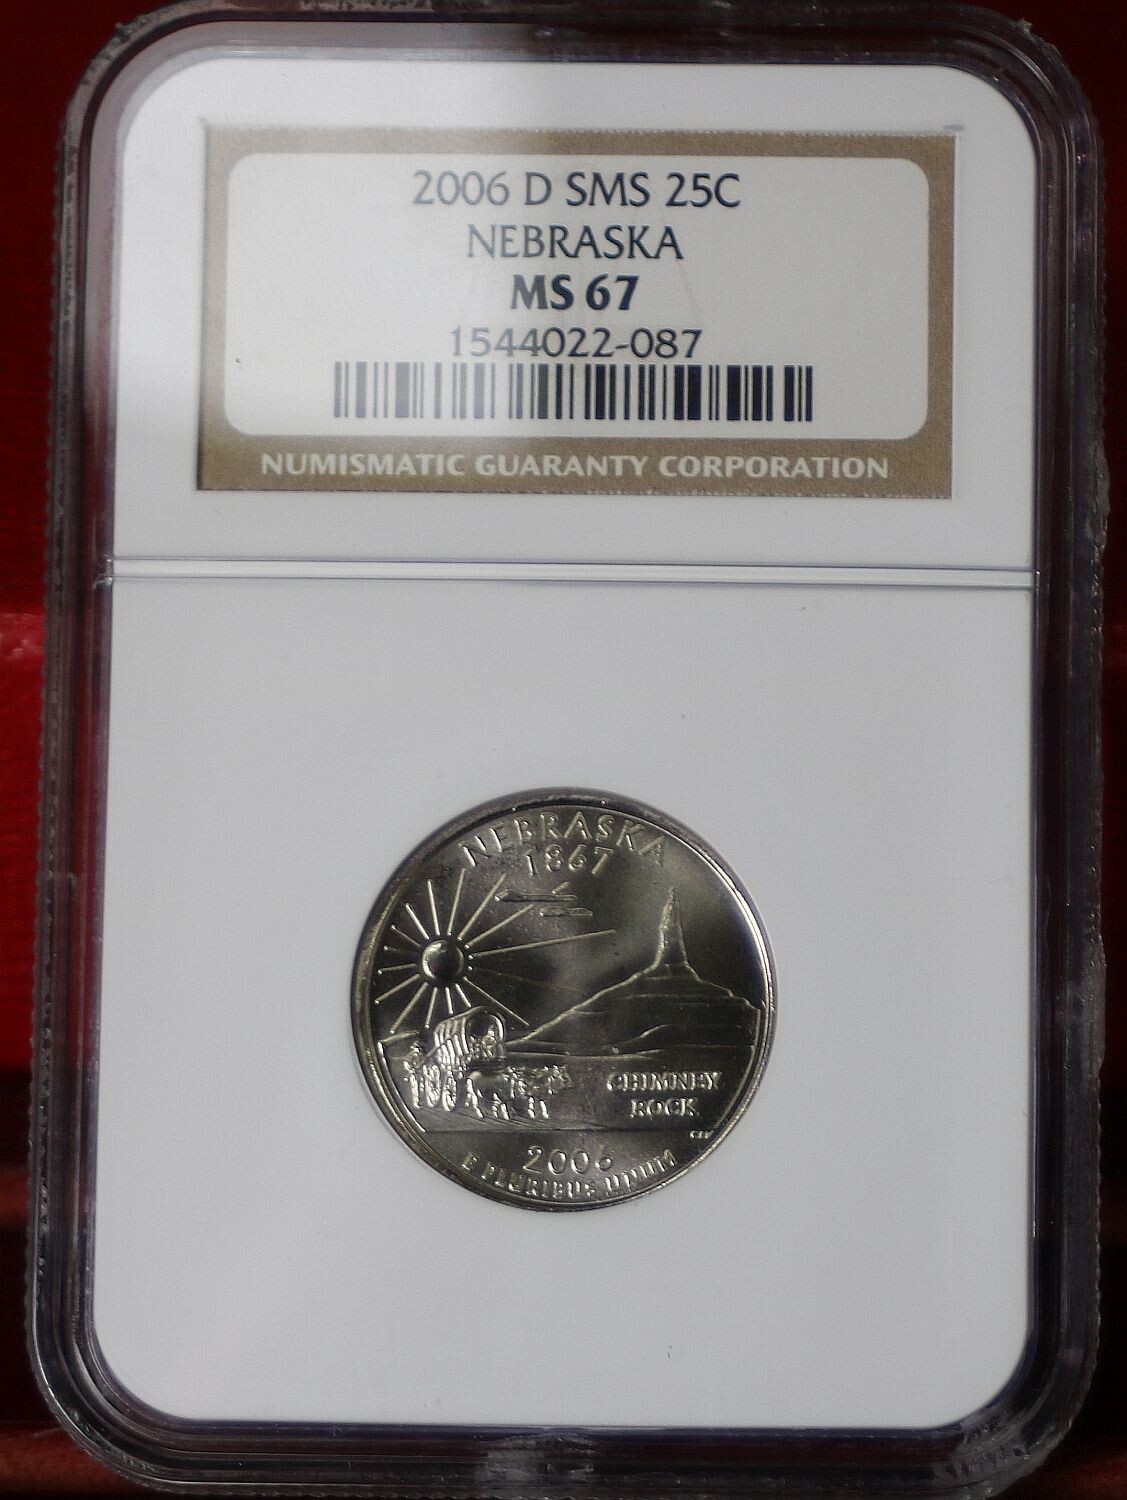 2006 D SMS 25C
NEBRASKA
MS 67
1544022-087
NUMISMATIC GUARANTY CORPORATION
NEBRASKA
1867
CHIMNEY
ROCK
2006
E PLURIBUS UNUM